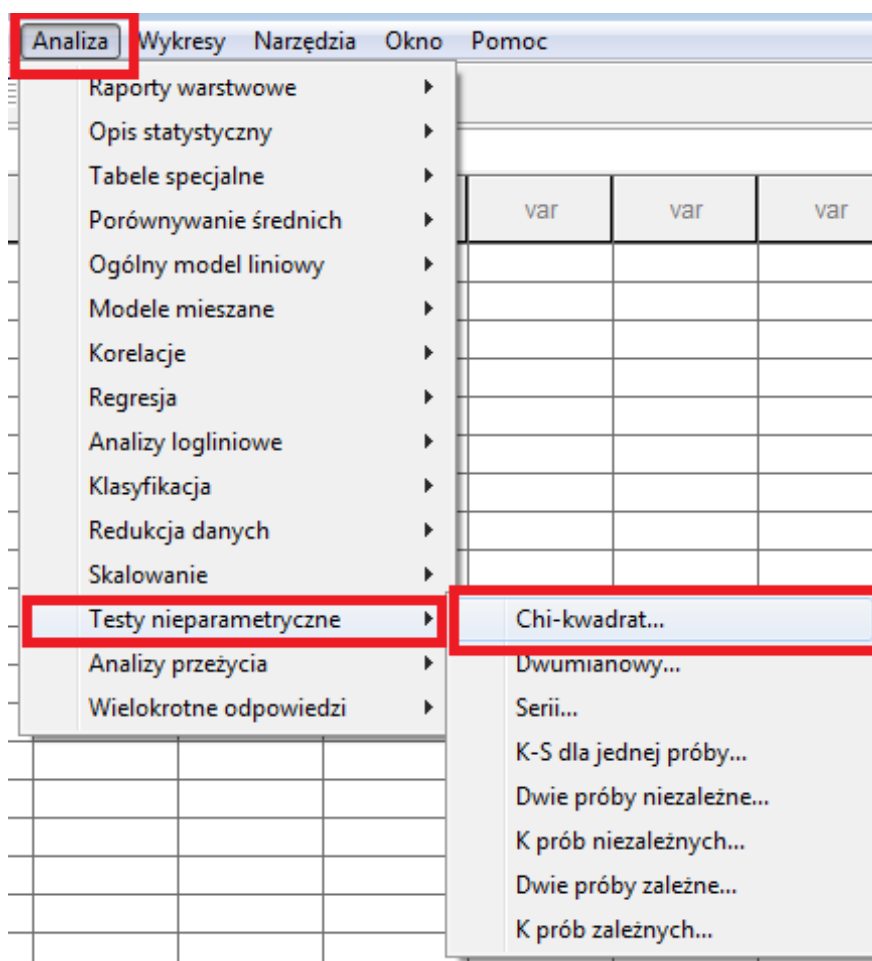 Analiza Wykresy Narzędzia Okno Pomoc
Raporty warstwowe
Opis statystyczny
Tabele specjalne
Porównywanie średnich
var var var
Ogólny model liniowy
Modele mieszane
Korelacje
Regresja
Analizy logliniowe
Klasyfikacja
Redukcja danych
Skalowanie
Testy nieparametryczne
Chi-kwadrat...
Analizy przeżycia
Dwumianowy...
Wielokrotne odpowiedzi
Serii...
K-S dla jednej próby...
Dwie próby niezależne...
K prób niezależnych...
Dwie próby zależne...
K prób zależnych...